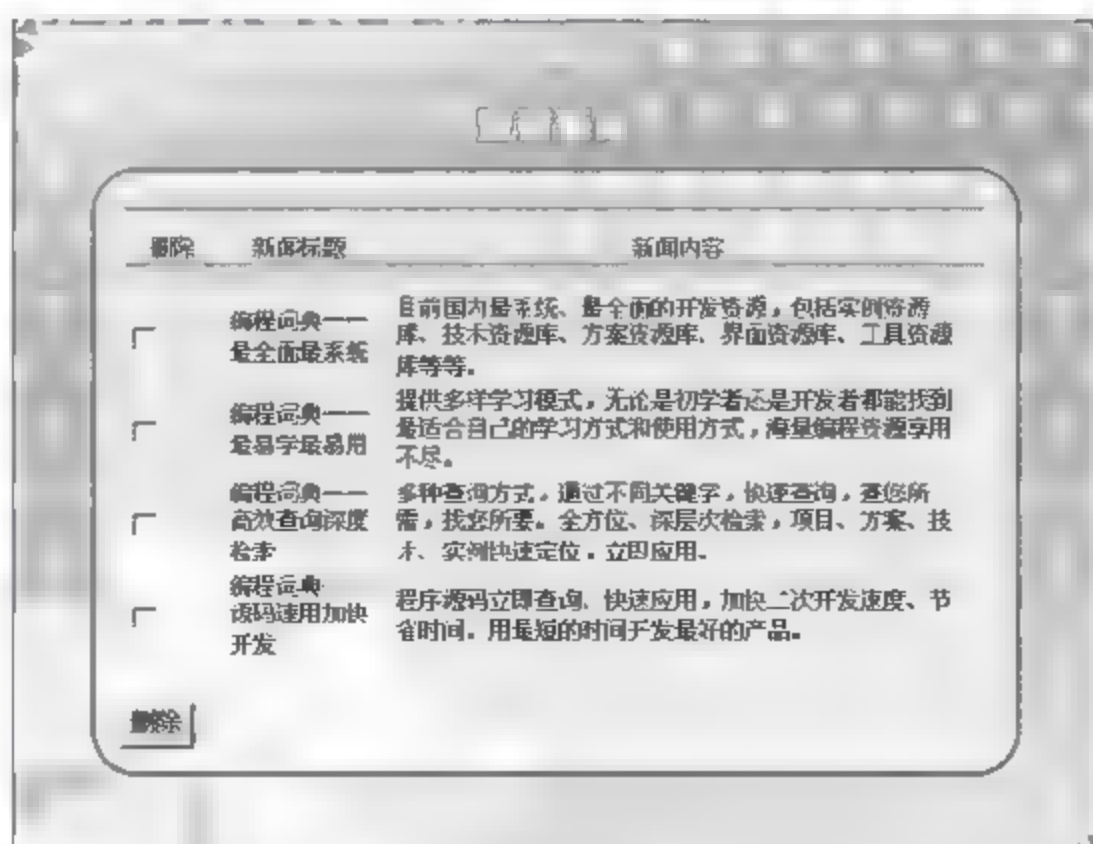 删除 新闻标题 新闻内容
编程词典——
最全面最系统
目前国内最系统、最全面的开发资源，包括实例资源
库、技术资源库、方案资源库、界面资源库、工具资源
库等等。
编程词典——
最易学最易用
提供多样学习模式，无论是初学者还是开发者都能找到
最适合自己的学习方式和使用方式，海量编程资源享用
不尽。
编程词典——
高效查询深度
检索
多种查询方式，通过不同关键字，快速查询，查您所
需，找您所要。全方位、深层次检索，项目、方案、技
术、实例快速定位，立即应用。
编程词典
源码速用加快
开发
程序源码立即查询、快速应用，加快二次开发速度、节
省时间。用最短的时间开发最好的产品。
删除